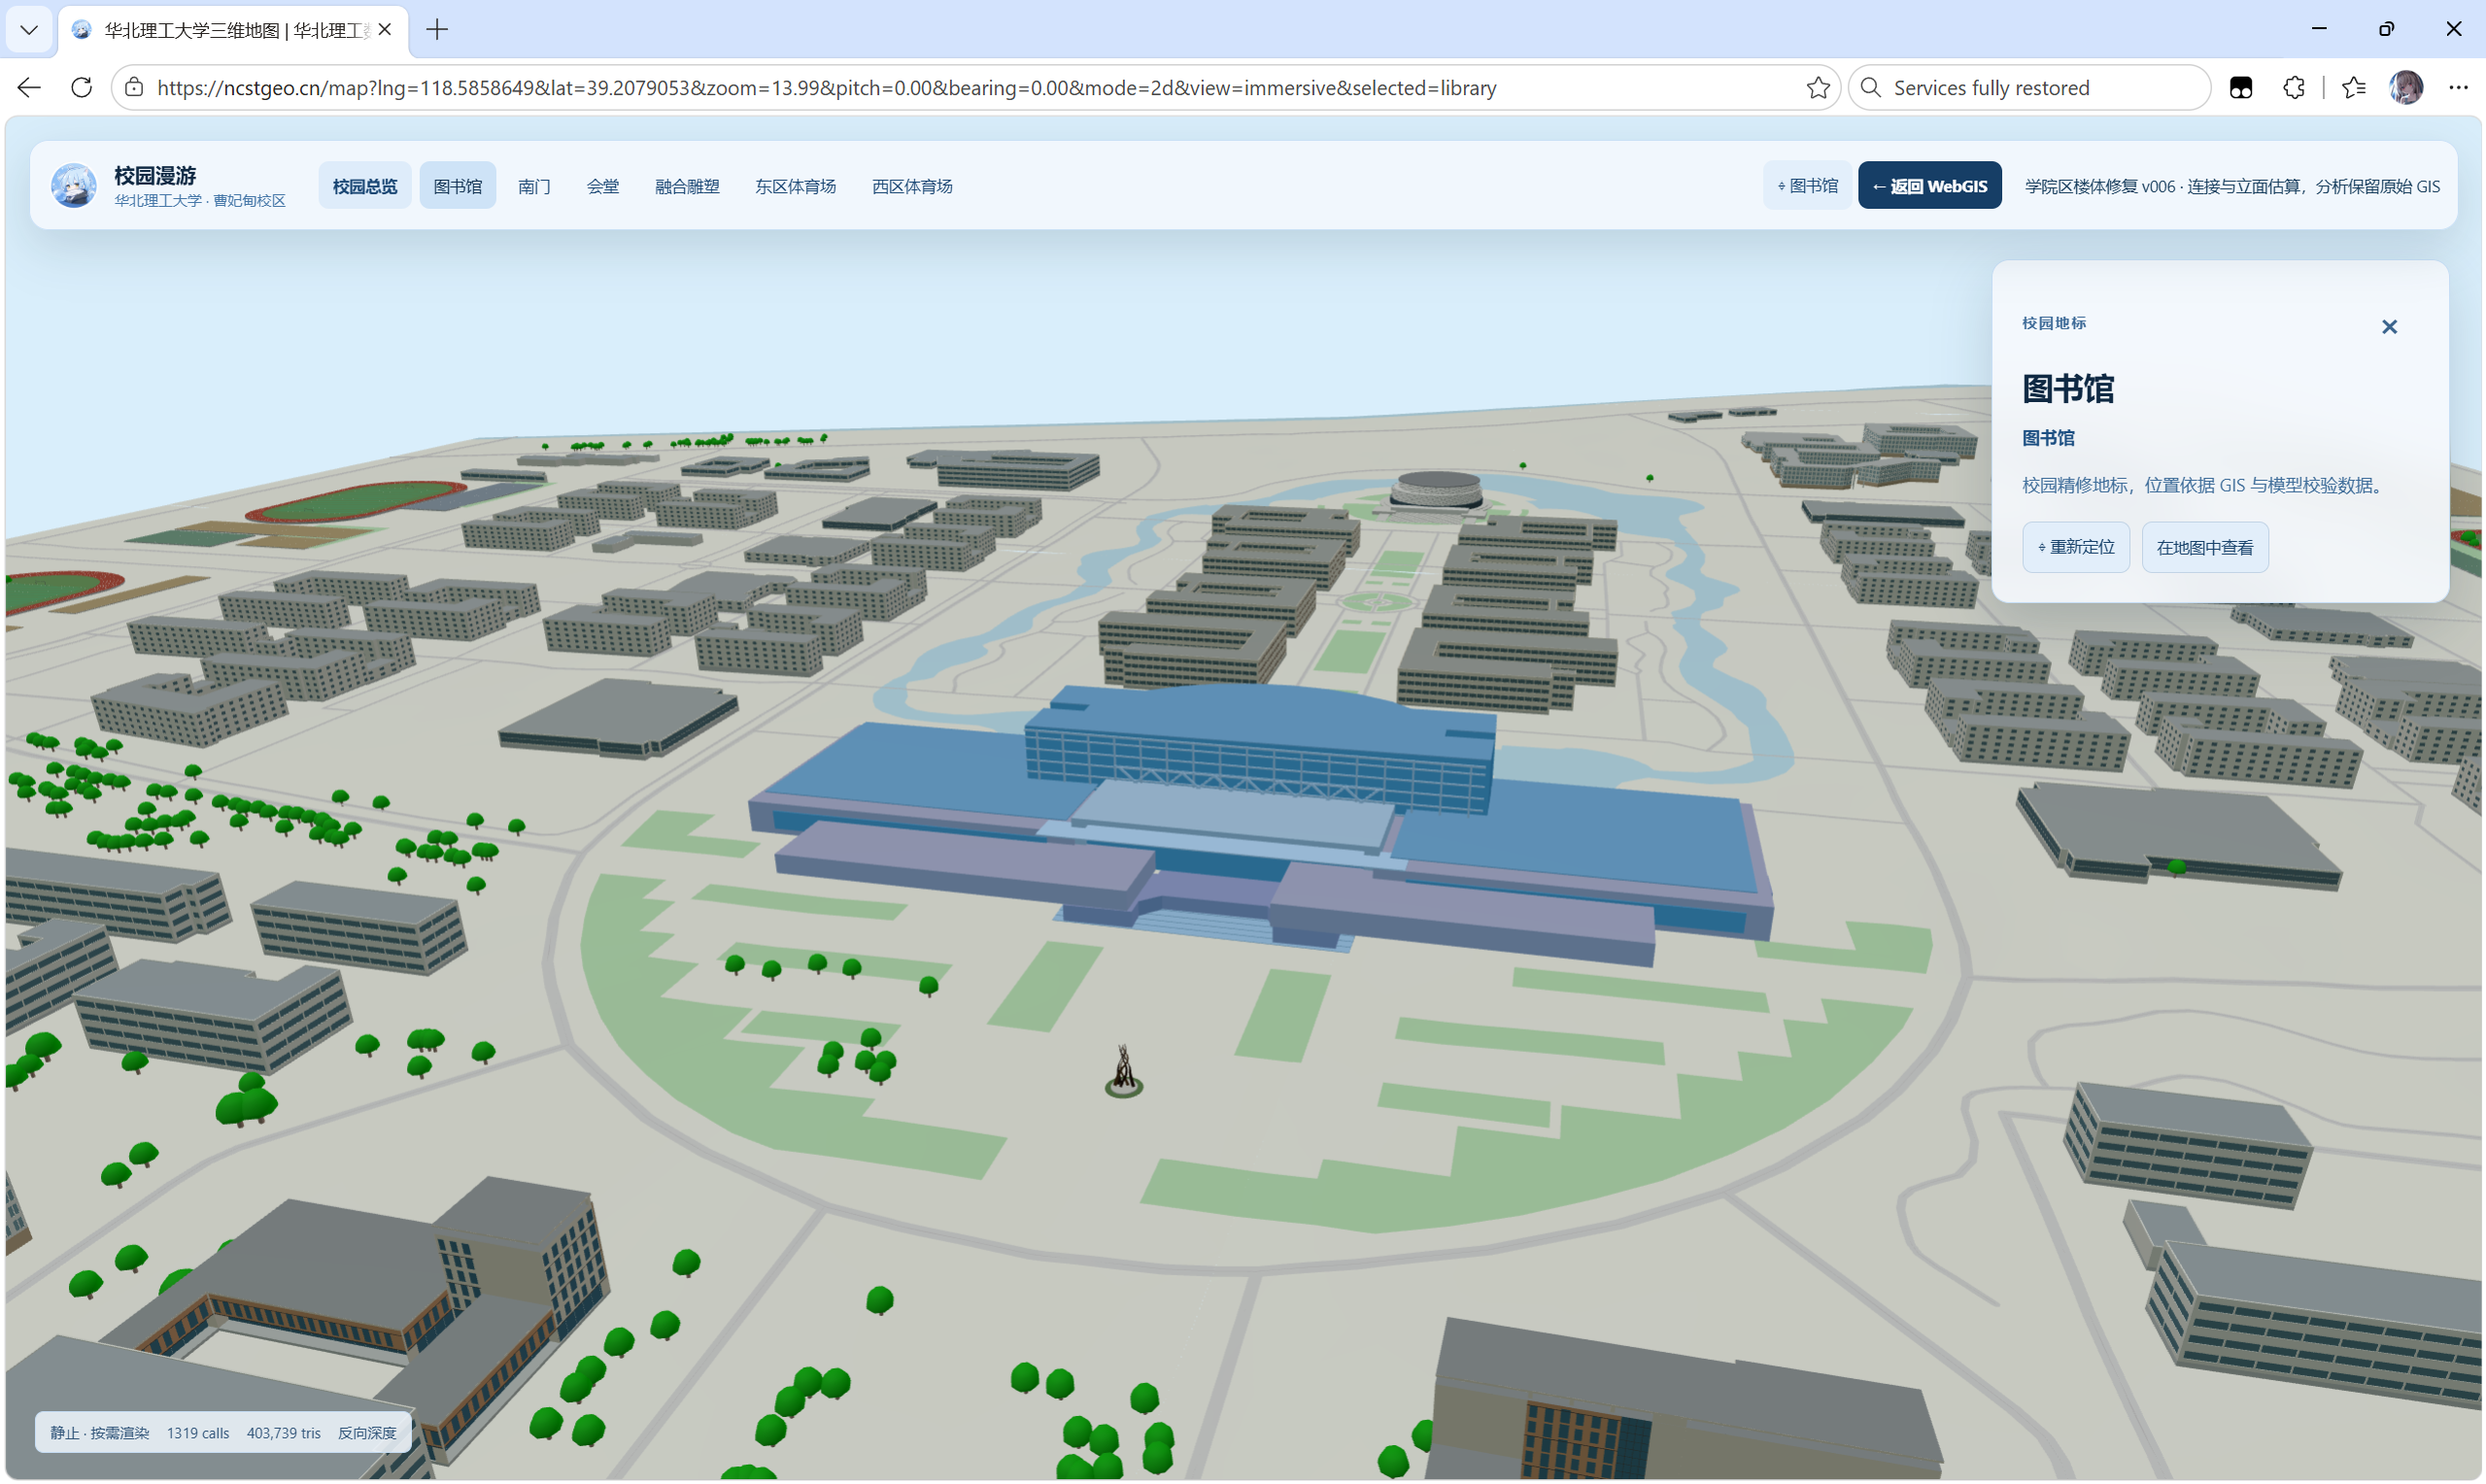 华北理工大学三维地图 | 华北理工
https://ncstgeo.cn/map?lng=118.5858649&lat=39.2079053&zoom=13.99&pitch=0.00&bearing=0.00&mode=2d&view=immersive&selected=library
Services fully restored
校园漫游
华北理工大学 · 曹妃甸校区
校园总览 图书馆 南门 会堂 融合雕塑 东区体育场 西区体育场
⌖ 图书馆 ← 返回 WebGIS 学院区楼体修复 v006 · 连接与立面估算，分析保留原始 GIS
校园地标
图书馆
图书馆
校园精修地标，位置依据 GIS 与模型校验数据。
⌖ 重新定位 在地图中查看
静止 · 按需渲染 1319 calls 403,739 tris 反向深度